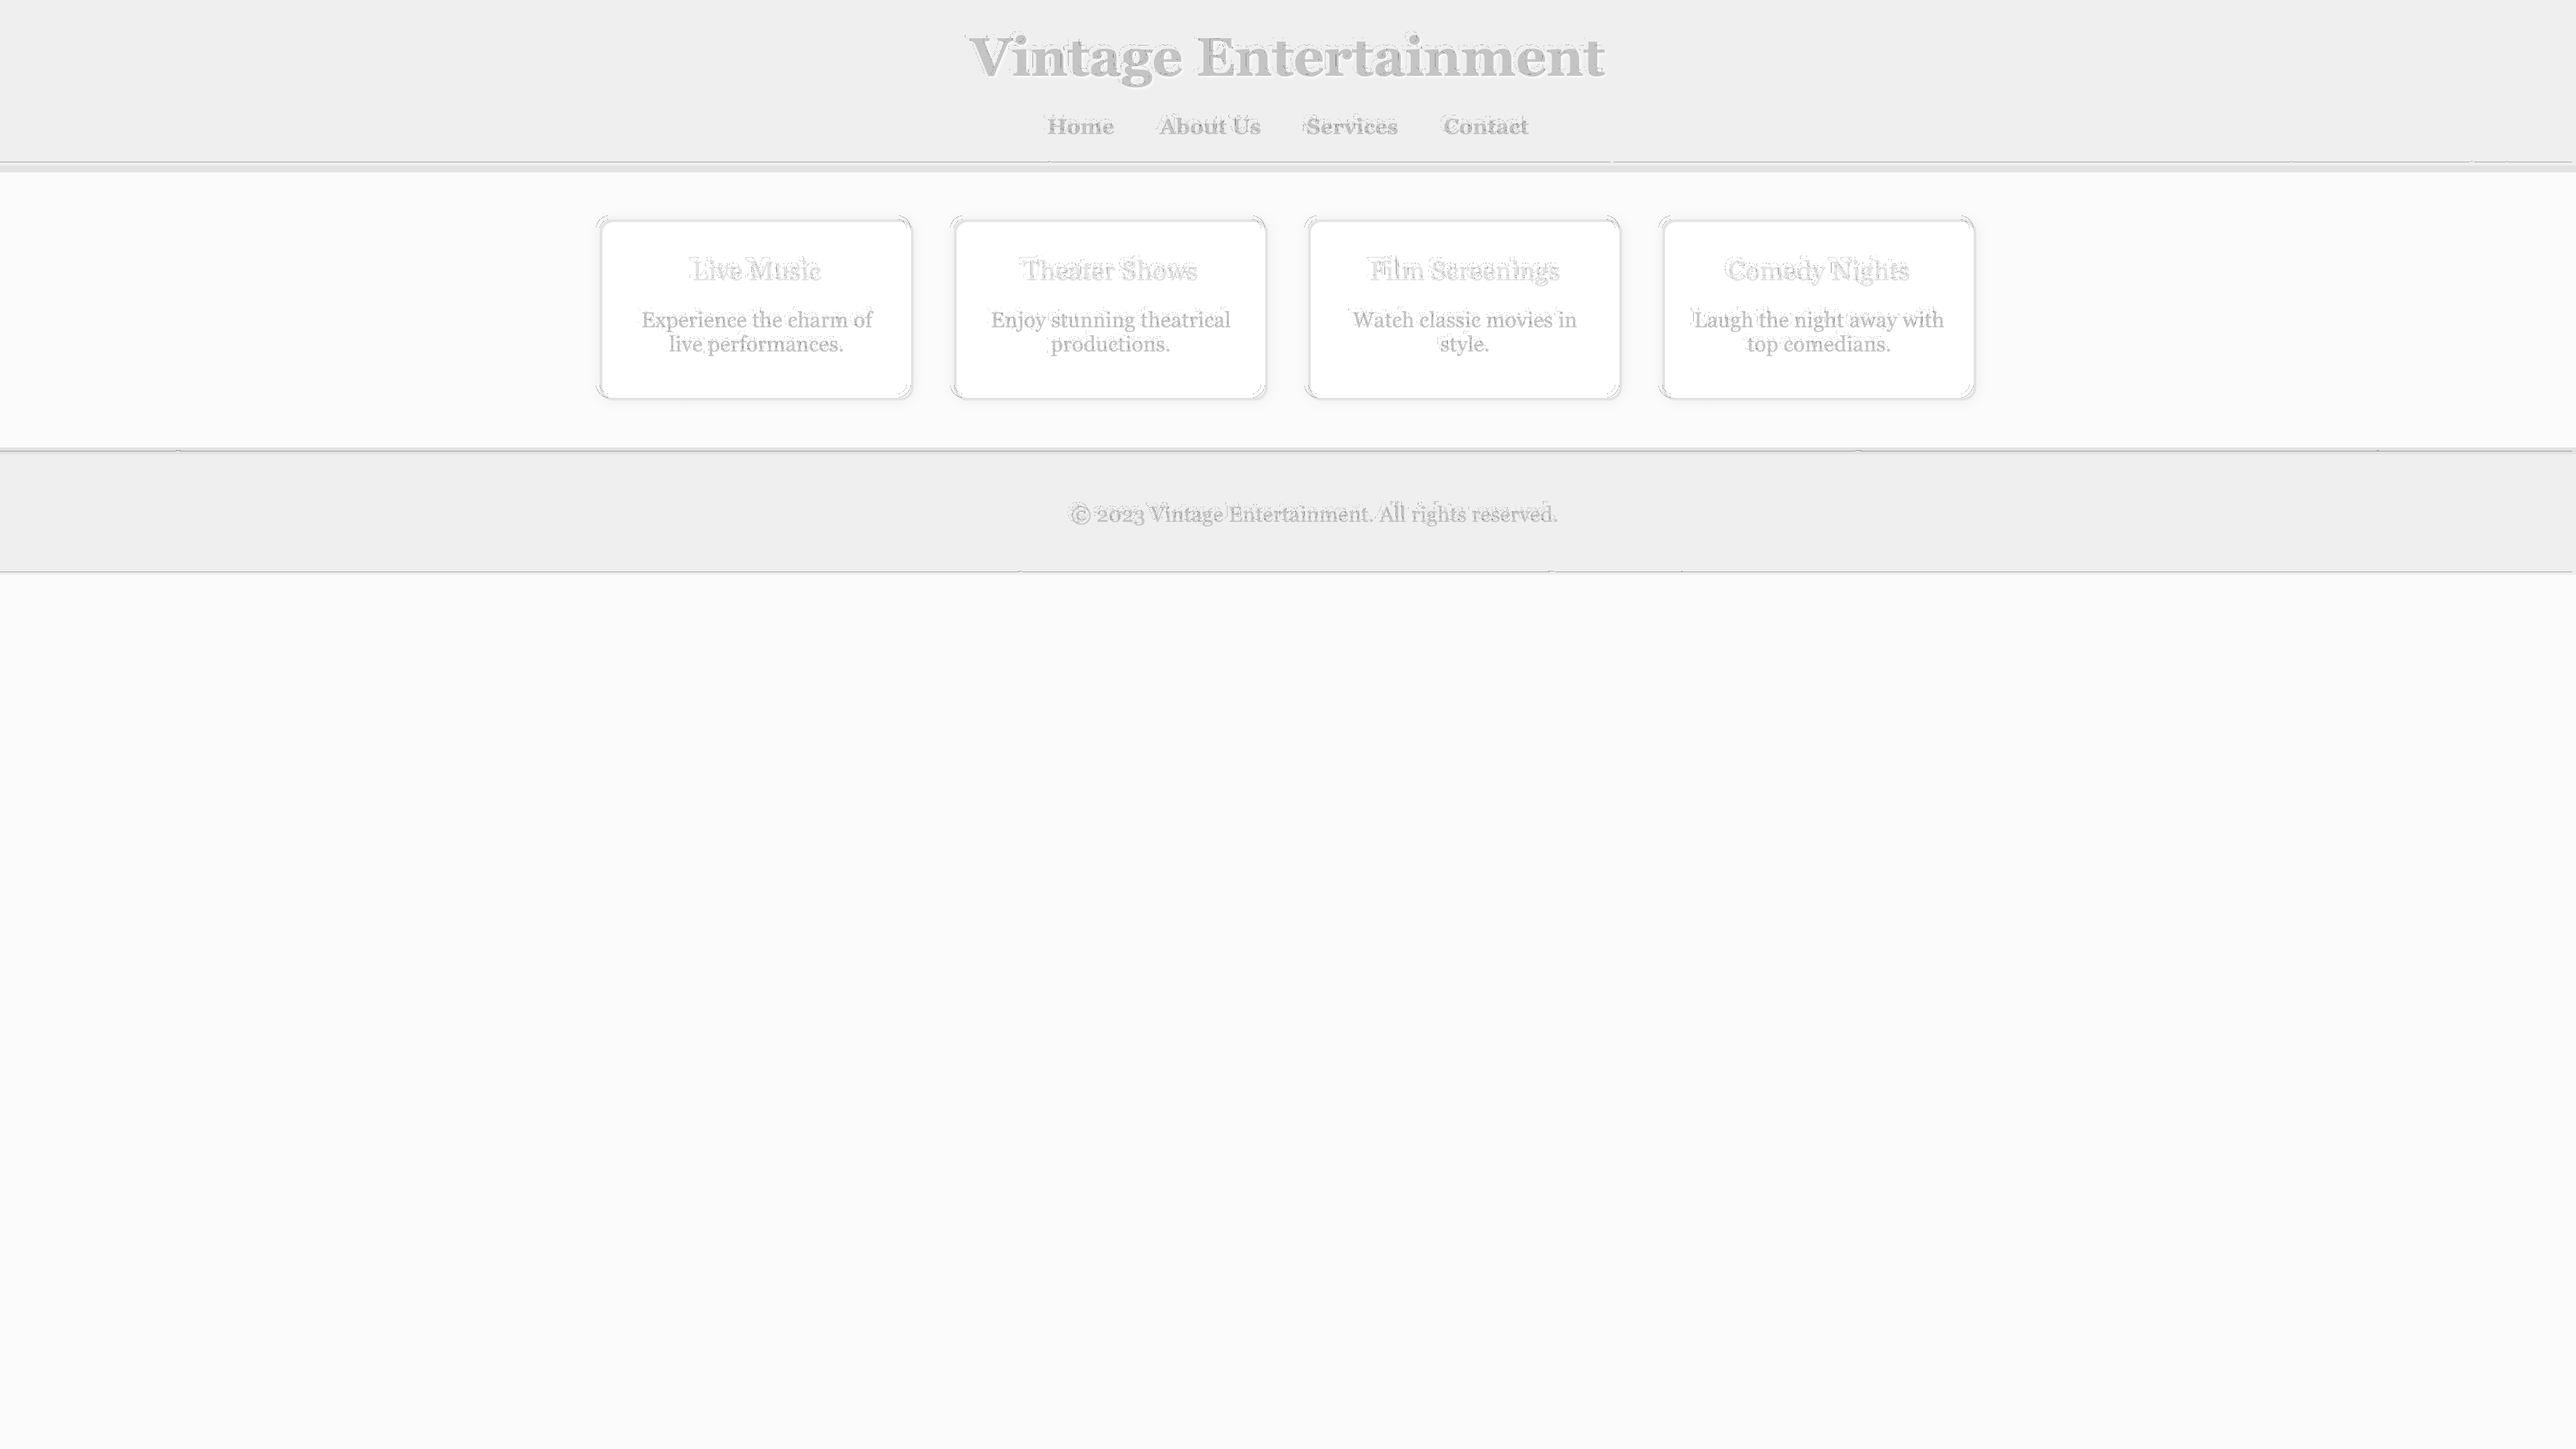 Vintage Entertainment
Home About Us Services Contact
Live Music
Experience the charm of
live performances.
Theater Shows
Enjoy stunning theatrical
productions.
Film Screenings
Watch classic movies in
style.
Comedy Nights
Laugh the night away with
top comedians.
© 2023 Vintage Entertainment. All rights reserved.